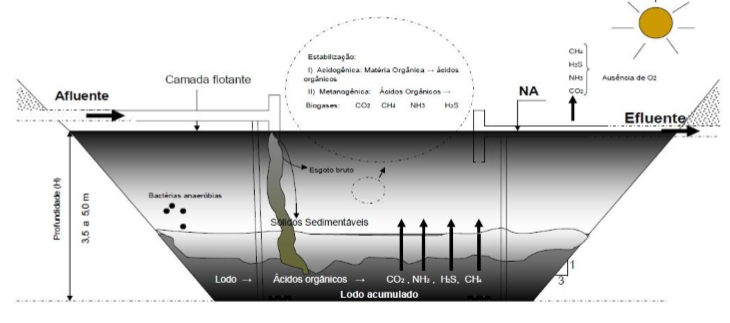 Estabilização:
I) Acidogênica: Matéria Orgânica → ácidos
orgânicos
II) Metanogênica: Ácidos Orgânicos →
Biogases: CO2 CH4 NH3 H2S
CH4
H2S
NH3
CO2
Ausência de O2
Camada flotante
Afluente
NA
Efluente
Esgoto bruto
Bactérias anaeróbias
Sólidos Sedimentáveis
Profundidade (H)
3,5 a 5,0 m
Lodo → Ácidos orgânicos → CO2 , NH3 , H2S, CH4
Lodo acumulado
1
3